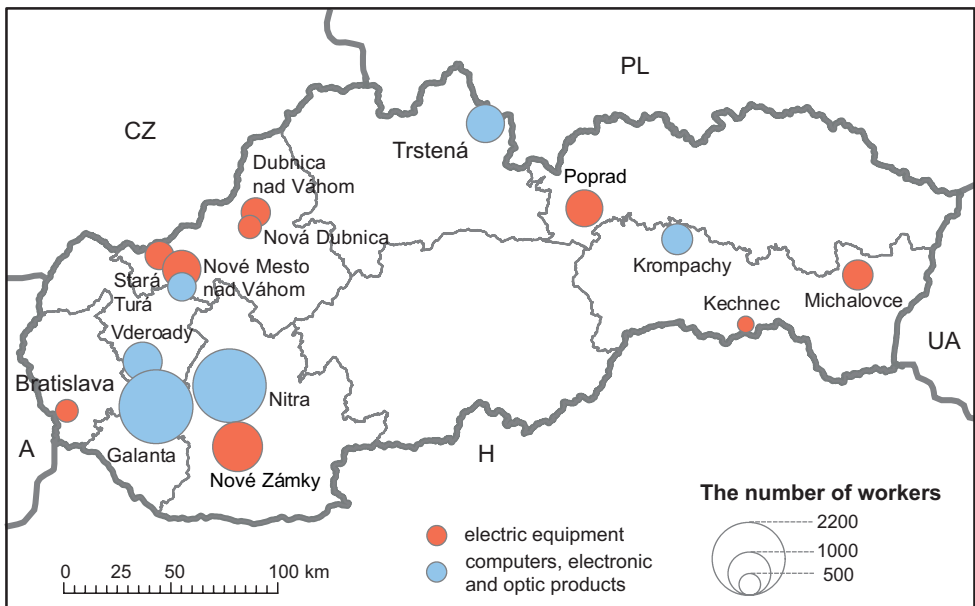 PL
CZ
Trstená
Dubnica
nad Váhom
Poprad
Nová Dubnica
Stará
Turá
Nové Mesto
nad Váhom
Krompachy
Michalovce
Kechnec
Vderoady
UA
Bratislava
Nitra
A
Galanta
H
Nové Zámky
The number of workers
2200
1000
500
electric equipment
computers, electronic
and optic products
0 25 50 100 km